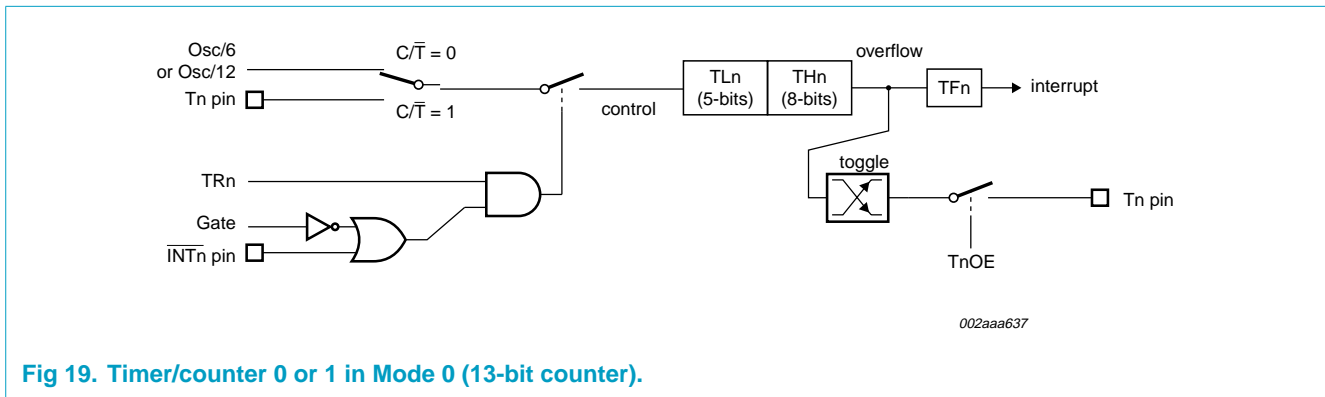 Osc/6
or Osc/12
C/T̅ = 0
Tn pin
C/T̅ = 1
control
TLn
(5-bits)
THn
(8-bits)
overflow
TFn
interrupt
toggle
Tn pin
TnOE
TRn
Gate
I̅N̅T̅n̅ pin
002aaa637
Fig 19. Timer/counter 0 or 1 in Mode 0 (13-bit counter).